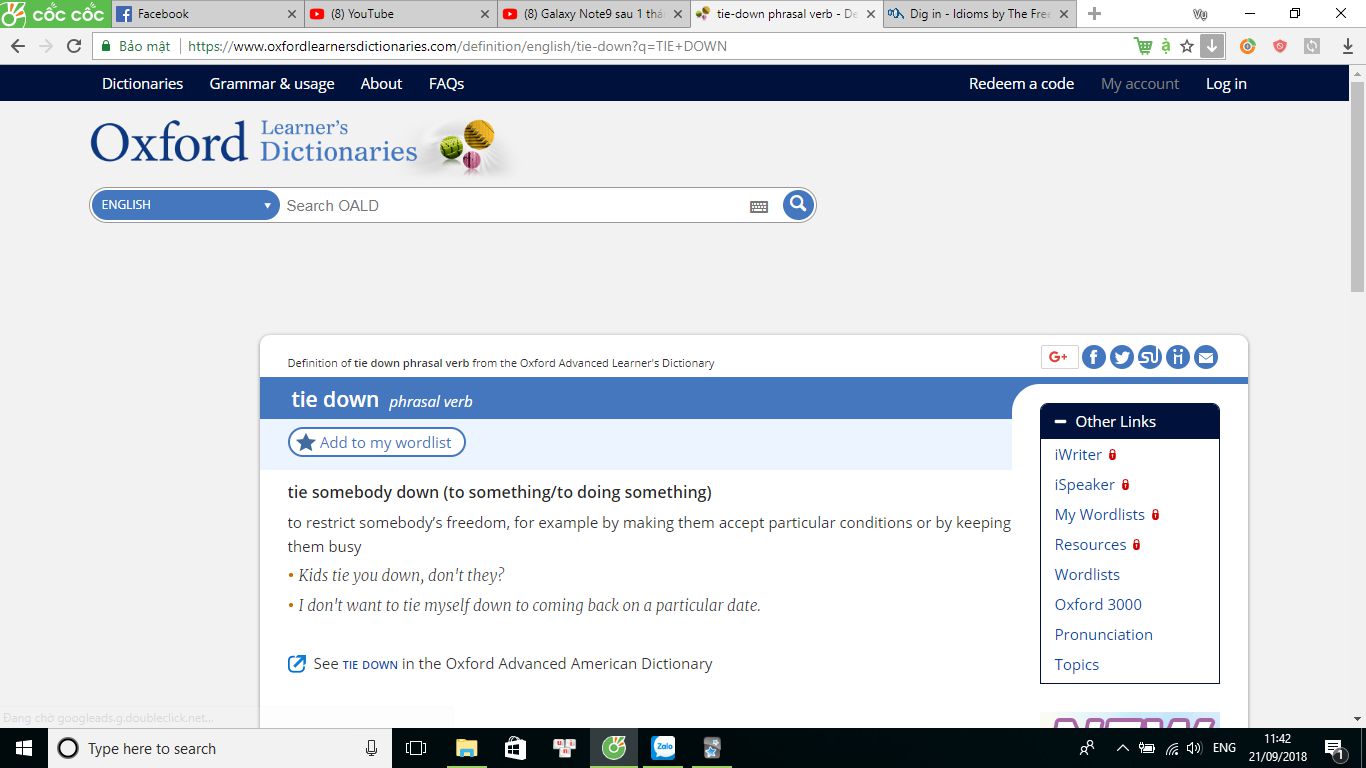 cốc cốc
Facebook
(8) YouTube
(8) Galaxy Note9 sau 1 thán
tie-down phrasal verb - De
Dig in - Idioms by The Free
Vy
Bảo mật
https://www.oxfordlearnersdictionaries.com/definition/english/tie-down?q=TIE+DOWN
Dictionaries Grammar & usage About FAQs Redeem a code My account Log in
Oxford Learner's Dictionaries
ENGLISH Search OALD
Definition of tie down phrasal verb from the Oxford Advanced Learner's Dictionary
G+
tie down phrasal verb
Add to my wordlist
tie somebody down (to something/to doing something)
to restrict somebody's freedom, for example by making them accept particular conditions or by keeping
them busy
• Kids tie you down, don't they?
• I don't want to tie myself down to coming back on a particular date.
See TIE DOWN in the Oxford Advanced American Dictionary
Other Links
iWriter
iSpeaker
My Wordlists
Resources
Wordlists
Oxford 3000
Pronunciation
Topics
Đang chờ googleads.g.doubleclick.net...
Type here to search
Zalo
ENG
11:42
21/09/2018
1